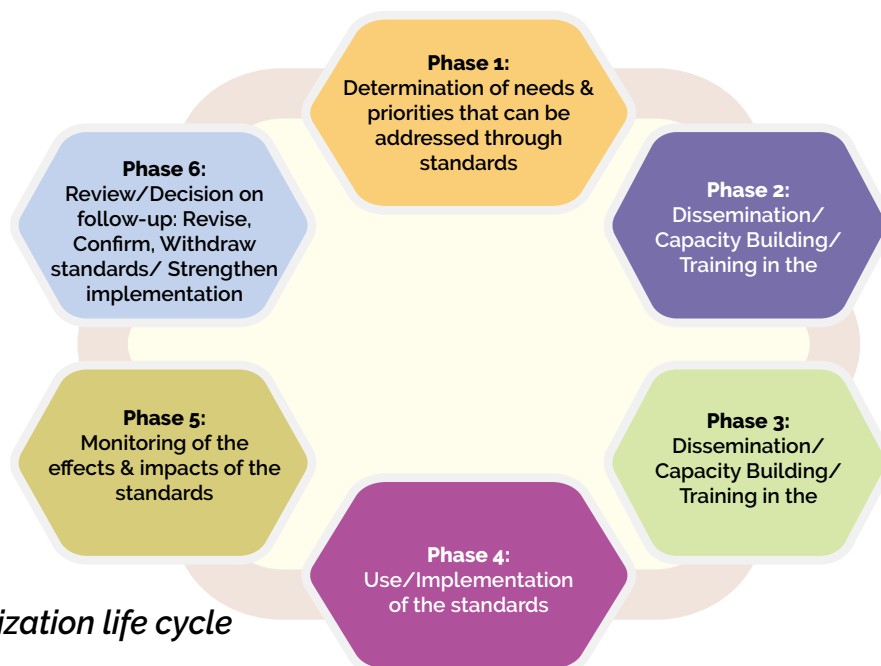 Phase 1:
Determination of needs &
priorities that can be
addressed through
standards
Phase 2:
Dissemination/
Capacity Building/
Training in the
Phase 3:
Dissemination/
Capacity Building/
Training in the
Phase 4:
Use/Implementation
of the standards
Phase 5:
Monitoring of the
effects & impacts of the
standards
Phase 6:
Review/Decision on
follow-up: Revise,
Confirm, Withdraw
standards/ Strengthen
implementation
ization life cycle